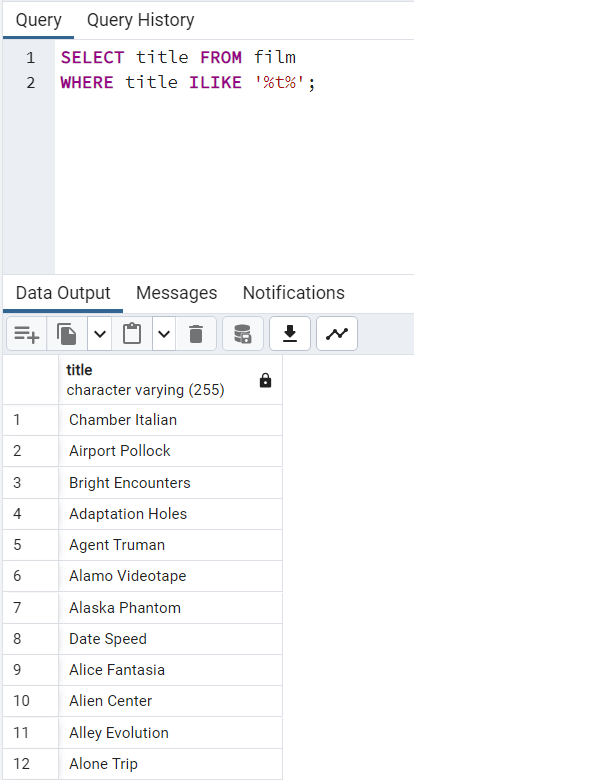 Query Query History
1 SELECT title FROM film
2 WHERE title ILIKE '%t%';
Data Output Messages Notifications
title
character varying (255)
1 Chamber Italian
2 Airport Pollock
3 Bright Encounters
4 Adaptation Holes
5 Agent Truman
6 Alamo Videotape
7 Alaska Phantom
8 Date Speed
9 Alice Fantasia
10 Alien Center
11 Alley Evolution
12 Alone Trip